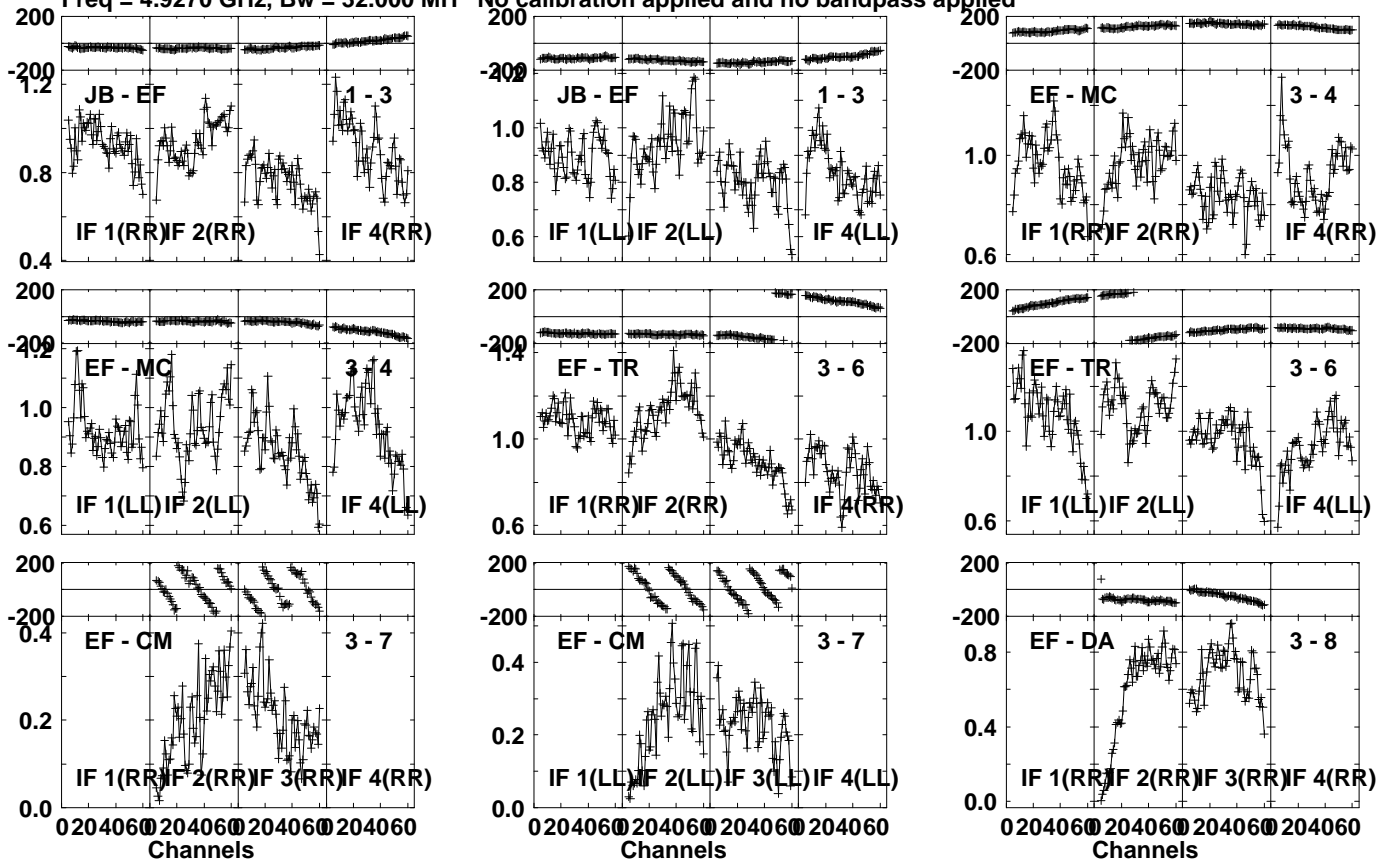 Freq = 4.9270 GHz, Bw = 32.000 MH No calibration applied and no bandpass applied
200 200 200
-200 -200 -200
1.2 JB - EF 1 - 3 1.2 JB - EF 1 - 3 EF - MC 3 - 4
1.0 1.0
0.8 0.8
IF 1(RR) IF 2(RR) IF 4(RR) 0.6 IF 1(LL) IF 2(LL) IF 4(LL) 0.6 IF 1(RR) IF 2(RR) IF 4(RR)
0.4
200 200 200
-200 -200 -200
1.2 EF - MC 3 - 4 1.4 EF - TR 3 - 6 EF - TR 3 - 6
1.0 1.0 1.0
0.8
IF 1(LL) IF 2(LL) IF 4(LL) IF 1(RR) IF 2(RR) IF 4(RR) IF 1(LL) IF 2(LL) IF 4(LL)
0.6 0.6 0.6
200 200 200
-200 -200 -200
0.4 EF - CM 3 - 7 EF - CM 3 - 7 EF - DA 3 - 8
0.4 0.8
0.2 0.2 0.4
IF 1(RR) IF 2(RR) IF 3(RR) IF 4(RR) IF 1(LL) IF 2(LL) IF 3(LL) IF 4(LL) IF 1(RR) IF 2(RR) IF 3(RR) IF 4(RR)
0.0 0.0 0.0
0 20 40 60 0 20 40 60 0 20 40 60 0 20 40 60 0 20 40 60 0 20 40 60 0 20 40 60 0 20 40 60 0 20 40 60 0 20 40 60 0 20 40 60 0 20 40 60
Channels Channels Channels